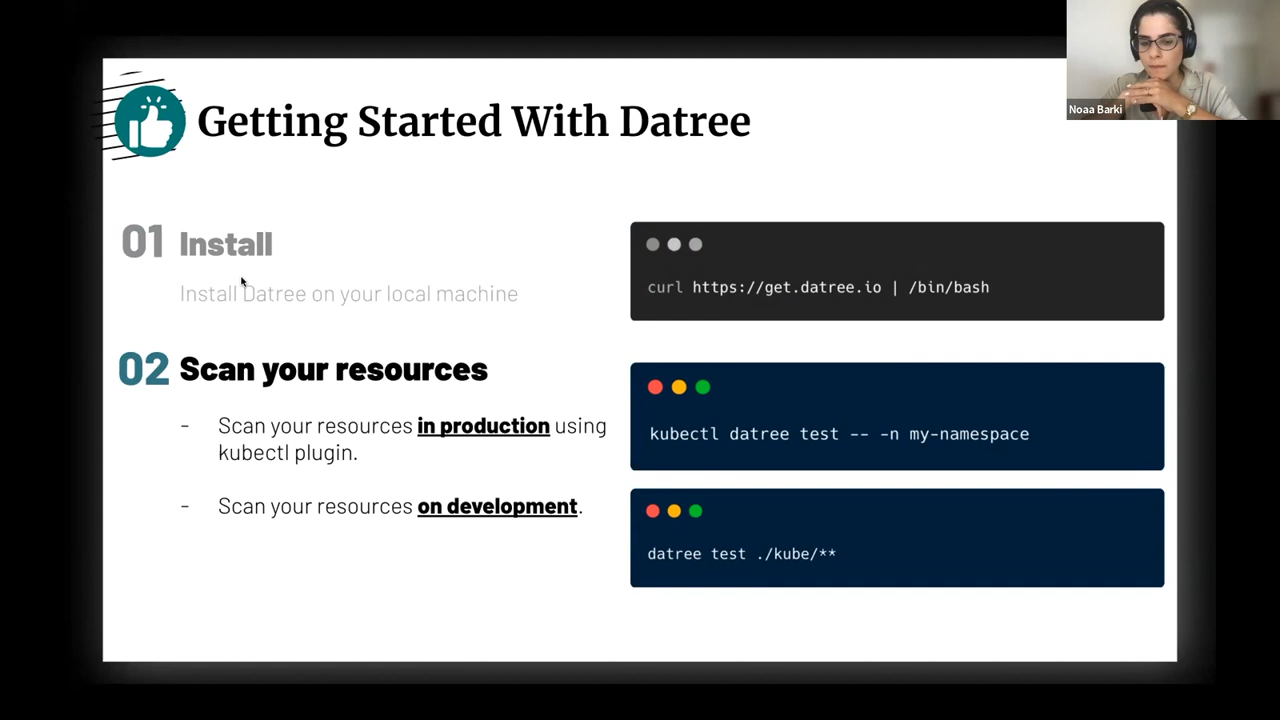 Noaa Barki
Getting Started With Datree
01 Install
Install Datree on your local machine
curl https://get.datree.io | /bin/bash
02 Scan your resources
- Scan your resources in production using
kubectl plugin.
kubectl datree test -- -n my-namespace
- Scan your resources on development.
datree test ./kube/**